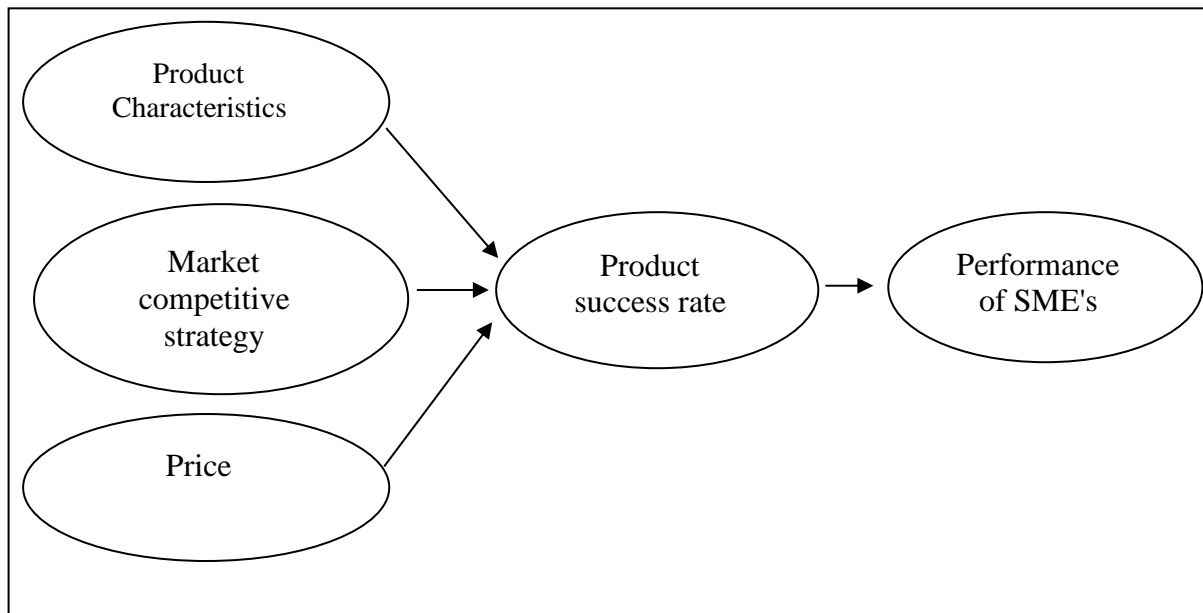 Product
Characteristics
Market
competitive
strategy
Price
Product
success rate
Performance
of SME's